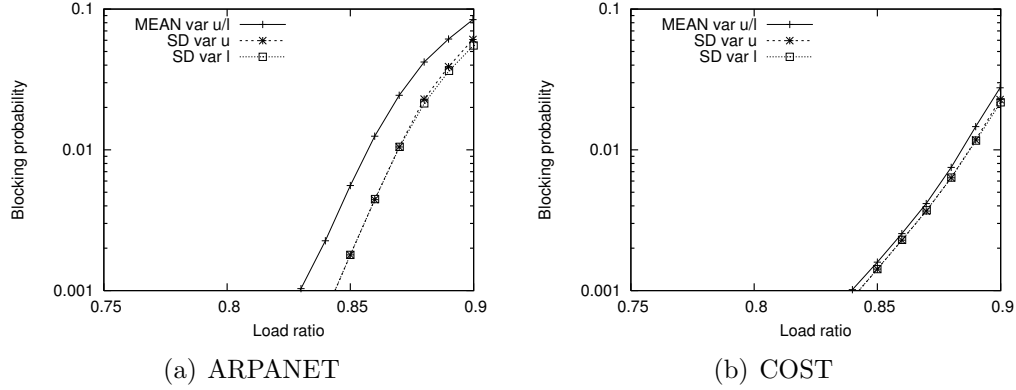 0.1
MEAN var u/l
SD var u
SD var l
Blocking probability
0.01
0.001
0.75
0.8
0.85
0.9
Load ratio
(a) ARPANET
0.1
MEAN var u/l
SD var u
SD var l
Blocking probability
0.01
0.001
0.75
0.8
0.85
0.9
Load ratio
(b) COST